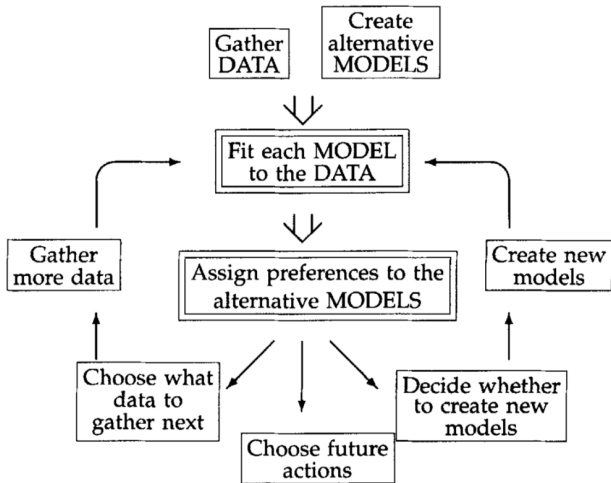 Gather
DATA
Create
alternative
MODELS
Fit each MODEL
to the DATA
Gather
more data
Assign preferences to the
alternative MODELS
Create new
models
Choose what
data to
gather next
Choose future
actions
Decide whether
to create new
models